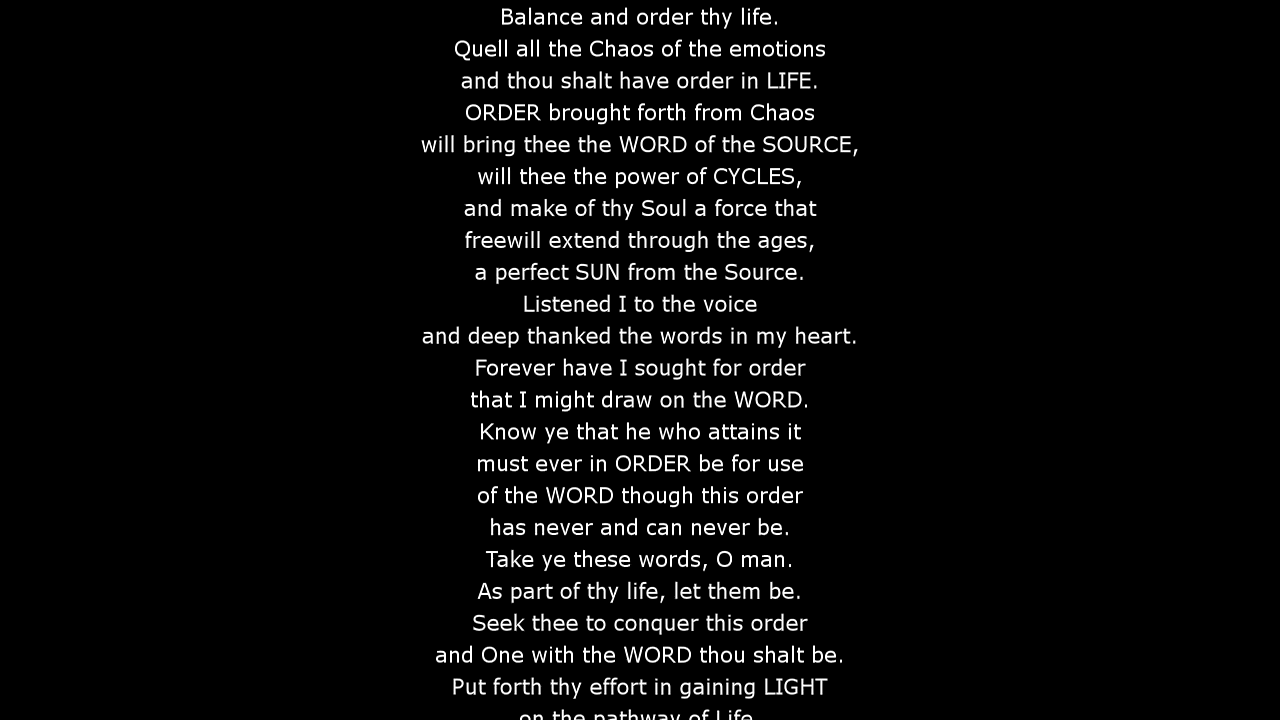 Balance and order thy life.
Quell all the Chaos of the emotions
and thou shalt have order in LIFE.
ORDER brought forth from Chaos
will bring thee the WORD of the SOURCE,
will thee the power of CYCLES,
and make of thy Soul a force that
freewill extend through the ages,
a perfect SUN from the Source.
Listened I to the voice
and deep thanked the words in my heart.
Forever have I sought for order
that I might draw on the WORD.
Know ye that he who attains it
must ever in ORDER be for use
of the WORD though this order
has never and can never be.
Take ye these words, O man.
As part of thy life, let them be.
Seek thee to conquer this order
and One with the WORD thou shalt be.
Put forth thy effort in gaining LIGHT
on the pathway of Life.